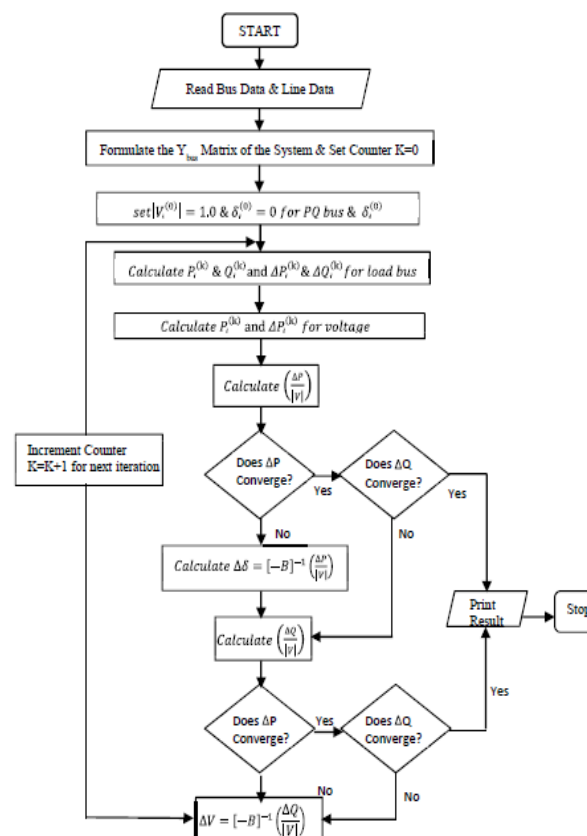 START
Read Bus Data & Line Data
Formulate the Y_bus Matrix of the System & Set Counter K=0
set|V_i^(0)| = 1.0 & δ_i^(0) = 0 for PQ bus & δ_i^(0)
Calculate P_i^(k) & Q_i^(k) and ΔP_i^(k) & ΔQ_i^(k) for load bus
Calculate P_i^(k) and ΔP_i^(k) for voltage
Calculate (ΔP/|V|)
Increment Counter
K=K+1 for next iteration
Does ΔP
Converge?
Yes
Does ΔQ
Converge?
Yes
No
No
Calculate Δδ = [−B]^−1 (ΔP/|V|)
Calculate (ΔQ/|V|)
Print
Result
Stop
Does ΔP
Converge?
Yes
Does ΔQ
Converge?
Yes
No
No
ΔV = [−B]^−1 (ΔQ/|V|)